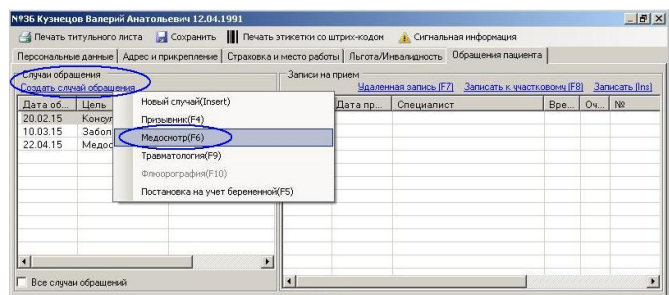 №36 Кузнецов Валерий Анатольевич 12.04.1991
Печать титульного листа Сохранить Печать этикетки со штрих-кодом Сигнальная информация
Персональные данные Адрес и прикрепление Страховка и место работы Льгота/Инвалидность Обращения пациента
Случаи обращения
Создать случай обращения
Записи на прием
Удаленная запись (F7) Записать к участковому (F8) Записать (Ins)
Дата об... Цель
Дата пр... Специалист Вре... Оч... №
20.02.15 Консул
10.03.15 Забол
22.04.15 Медос
Новый случай(Insert)
Призывник(F4)
Медосмотр(F6)
Травматология(F9)
Флюорография(F10)
Постановка на учет беременной(F5)
Все случаи обращений